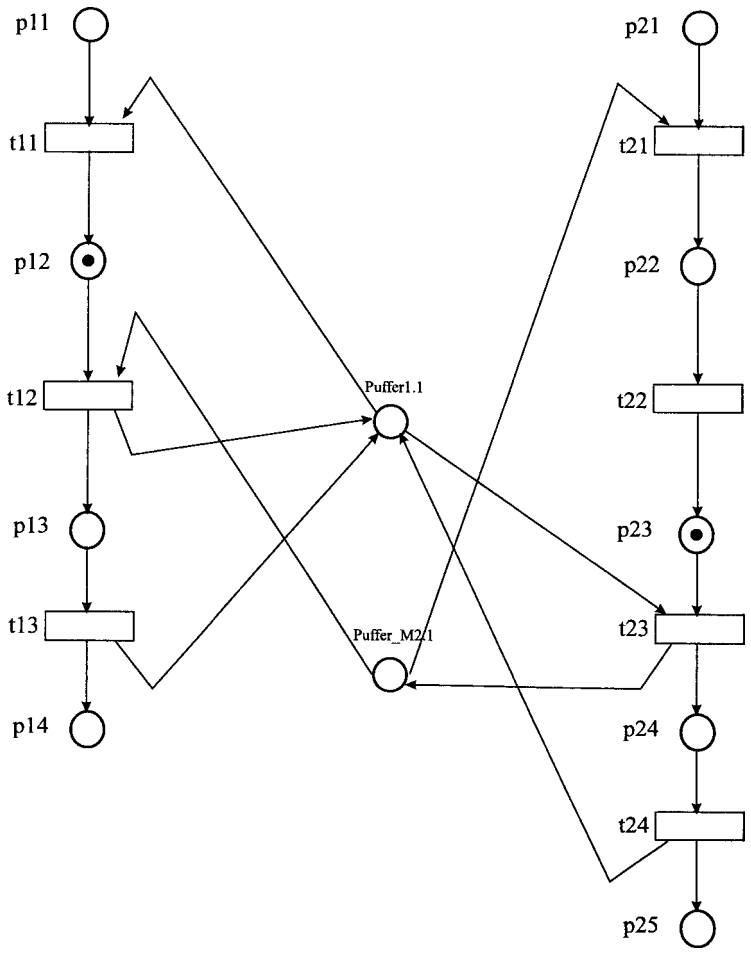 p11
p21
t11
t21
p12
p22
Puffer1.1
t12
t22
p13
p23
t13
t23
Puffer_M2.1
p14
p24
t24
p25